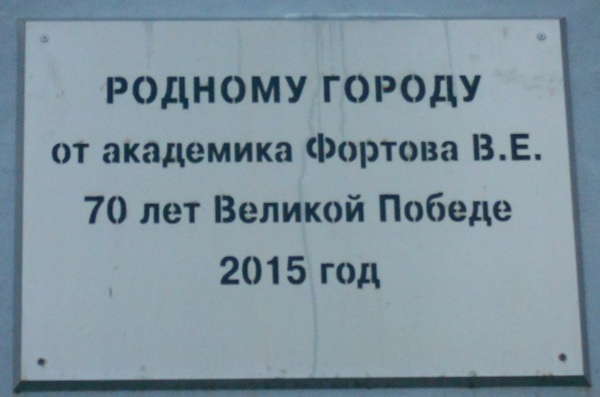 РОДНОМУ ГОРОДУ
от академика Фортова В.Е.
70 лет Великой Победе
2015 год